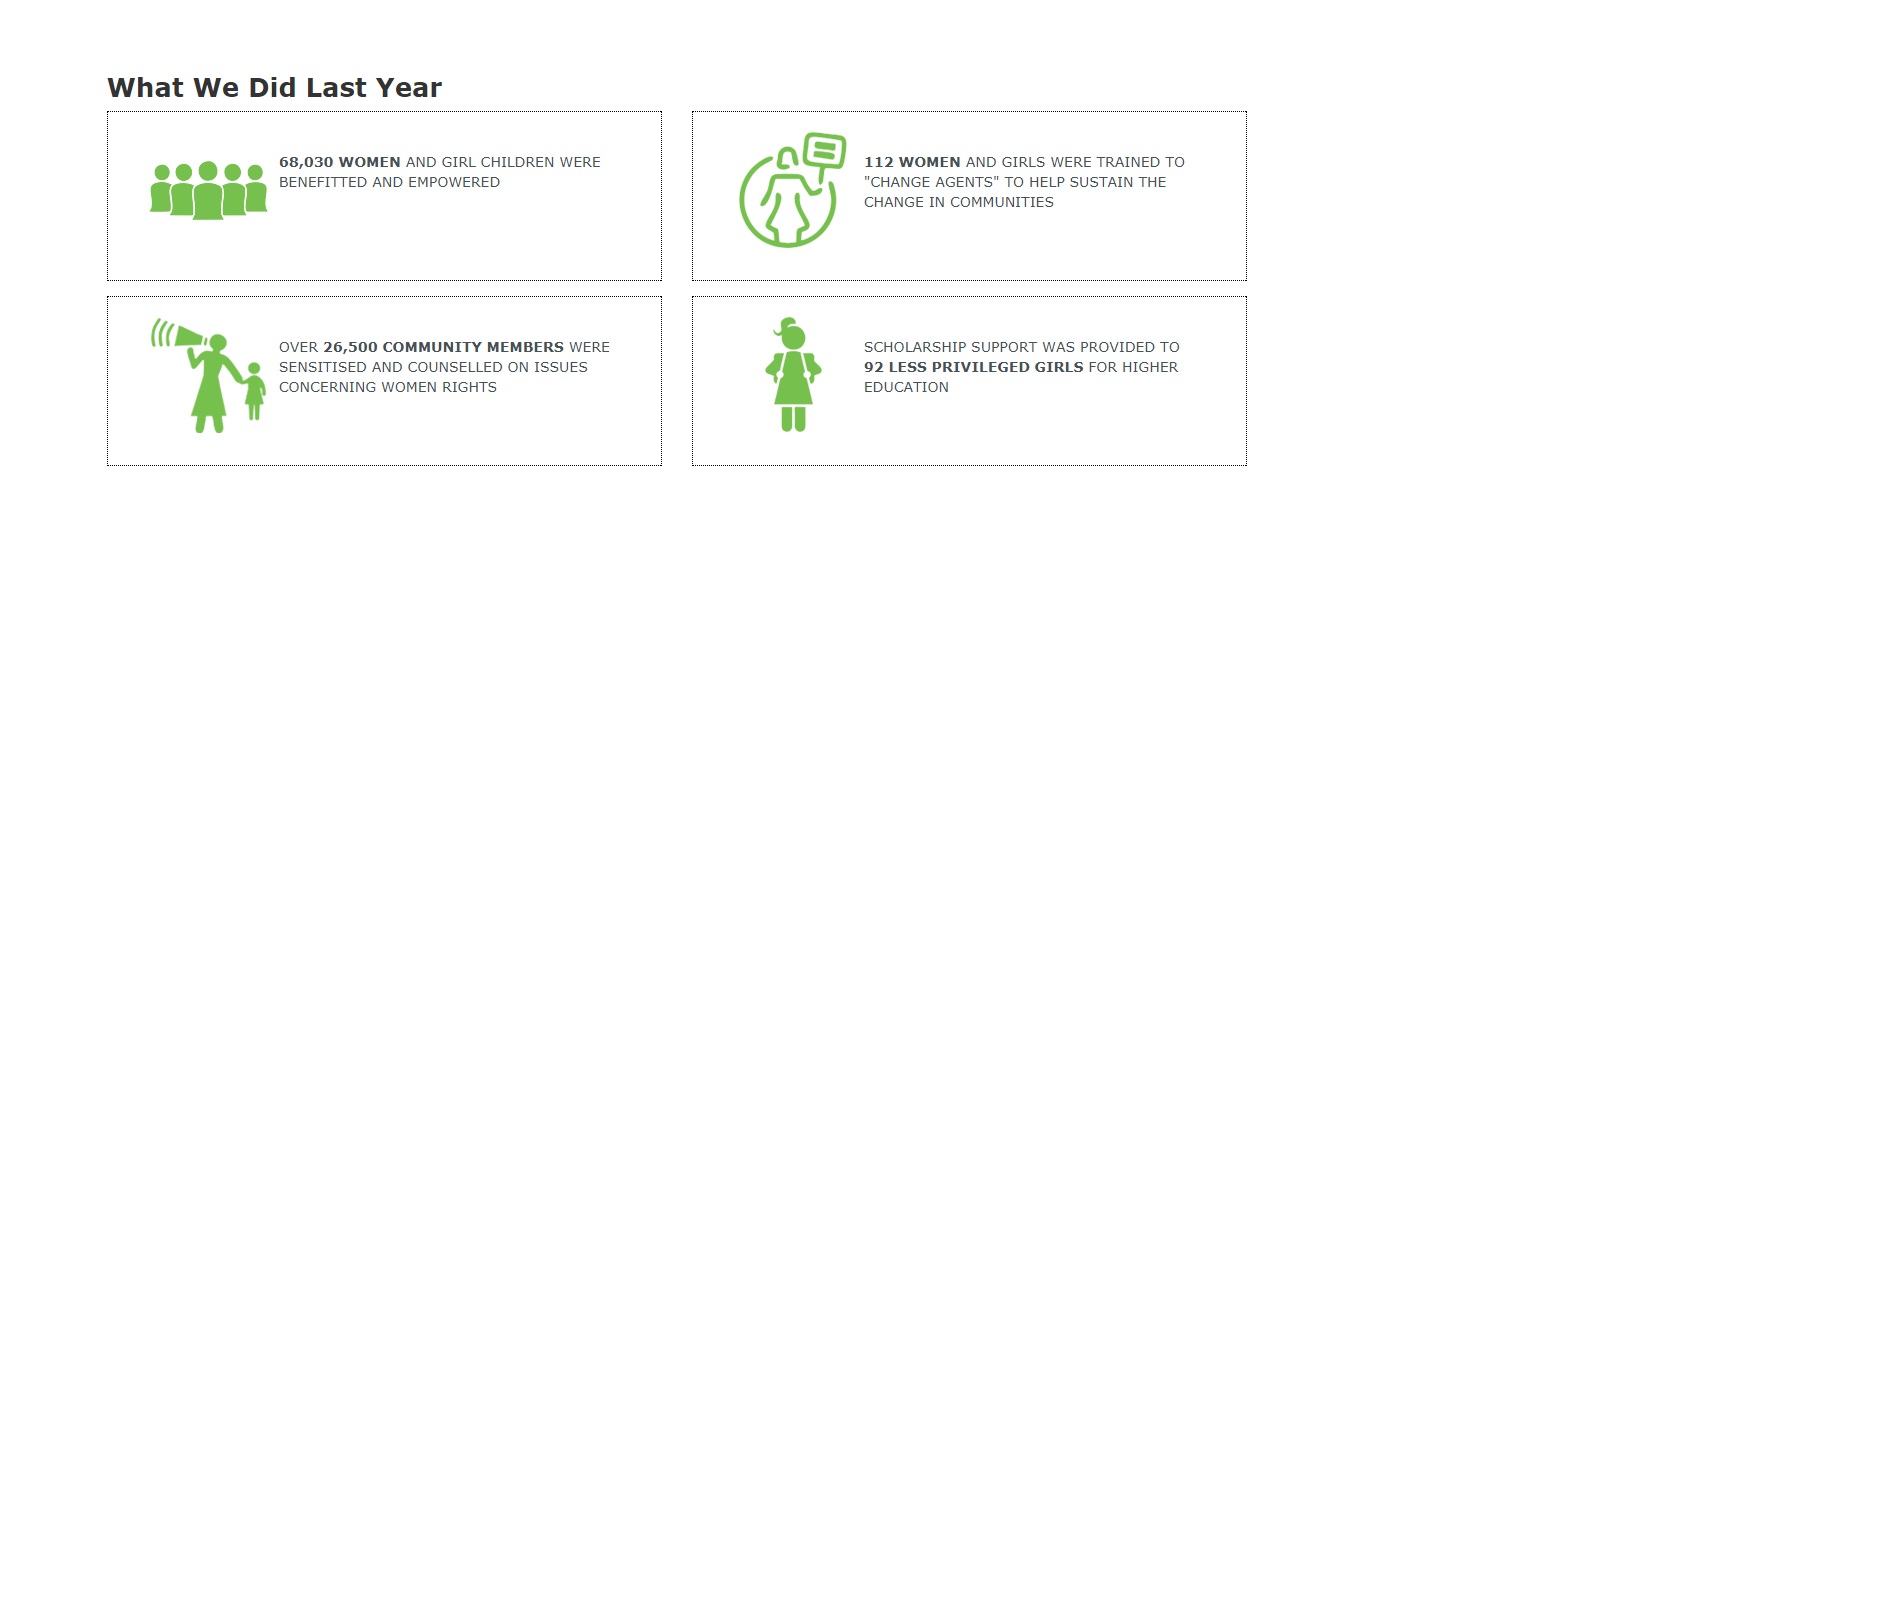 What We Did Last Year
68,030 WOMEN AND GIRL CHILDREN WERE
BENEFITTED AND EMPOWERED
112 WOMEN AND GIRLS WERE TRAINED TO
"CHANGE AGENTS" TO HELP SUSTAIN THE
CHANGE IN COMMUNITIES
OVER 26,500 COMMUNITY MEMBERS WERE
SENSITISED AND COUNSELLED ON ISSUES
CONCERNING WOMEN RIGHTS
SCHOLARSHIP SUPPORT WAS PROVIDED TO
92 LESS PRIVILEGED GIRLS FOR HIGHER
EDUCATION